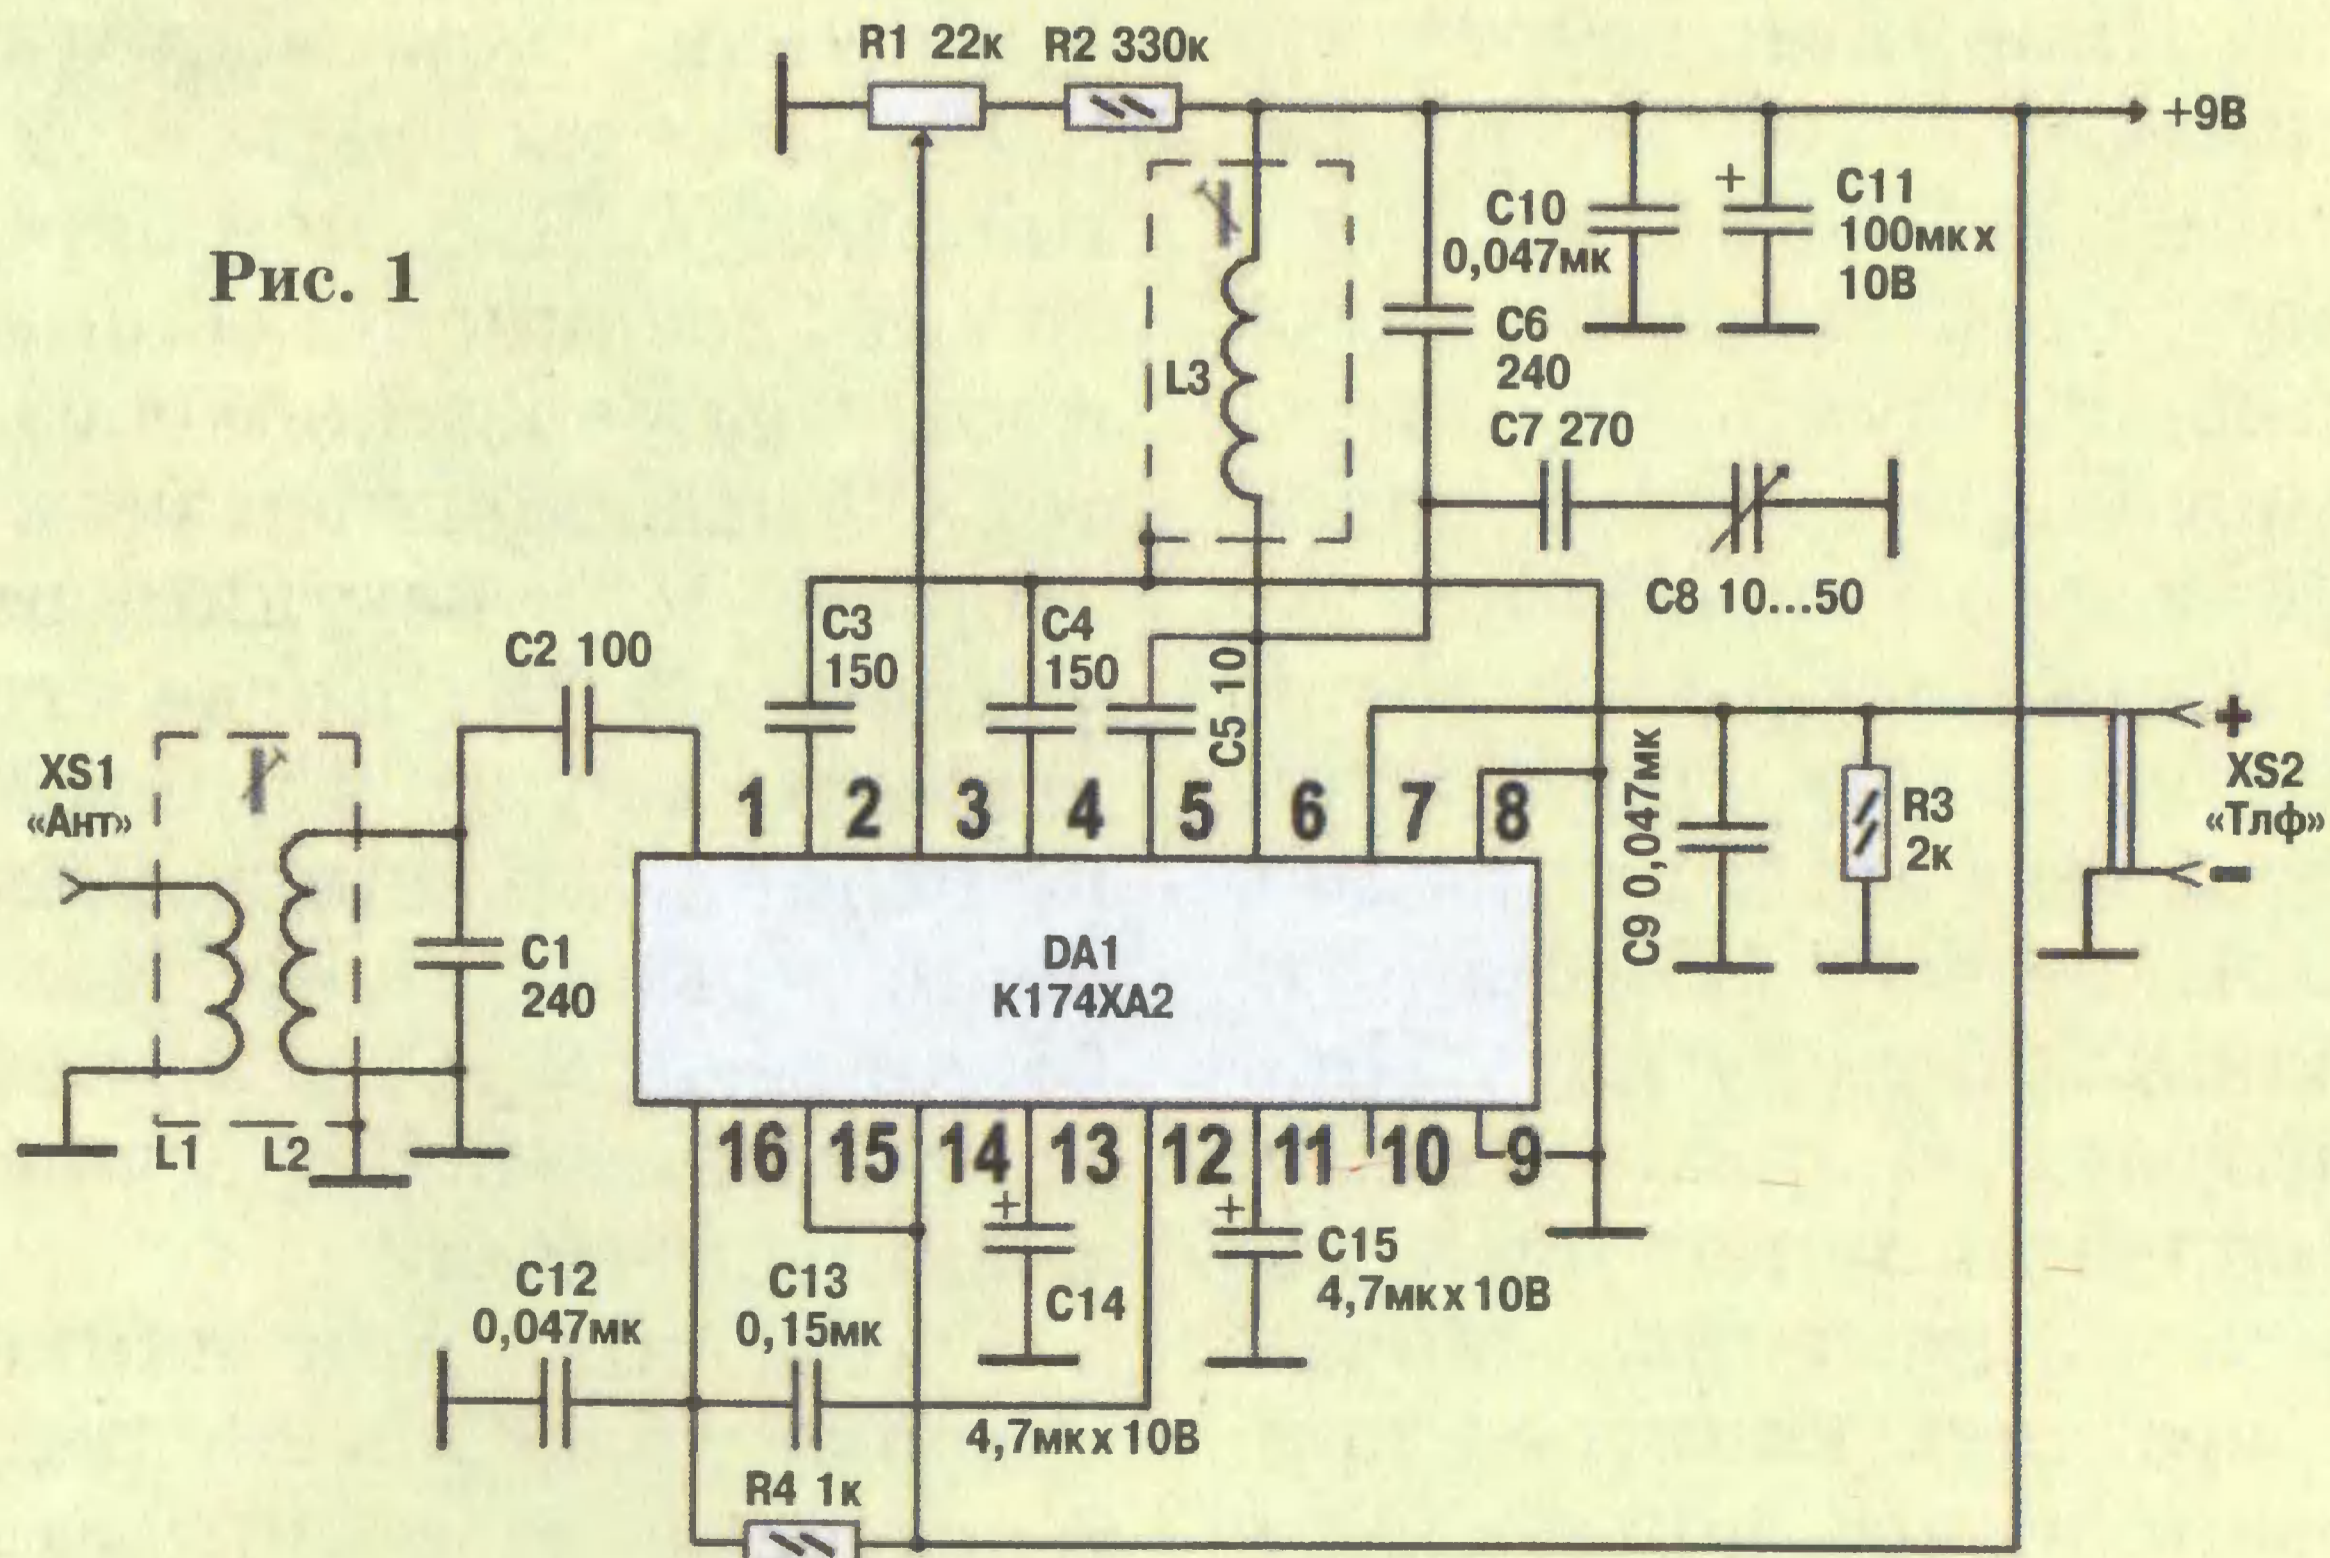 R1 22к R2 330к
+9В
Рис. 1
C10
0,047мк
+
C11
100мк х
10В
C6
240
L3
C7 270
C8 10...50
C3
150
C4
150
C5 10
C2 100
XS1
«Ант»
C1
240
L1 L2
1 2 3 4 5 6 7 8
DA1
К174ХА2
16 15 14 13 12 11 10 9
C9 0,047мк
R3
2к
+
XS2
«Тлф»
-
C12
0,047мк
C13
0,15мк
+
C14
4,7мк х 10В
+
C15
4,7мк х 10В
R4 1к